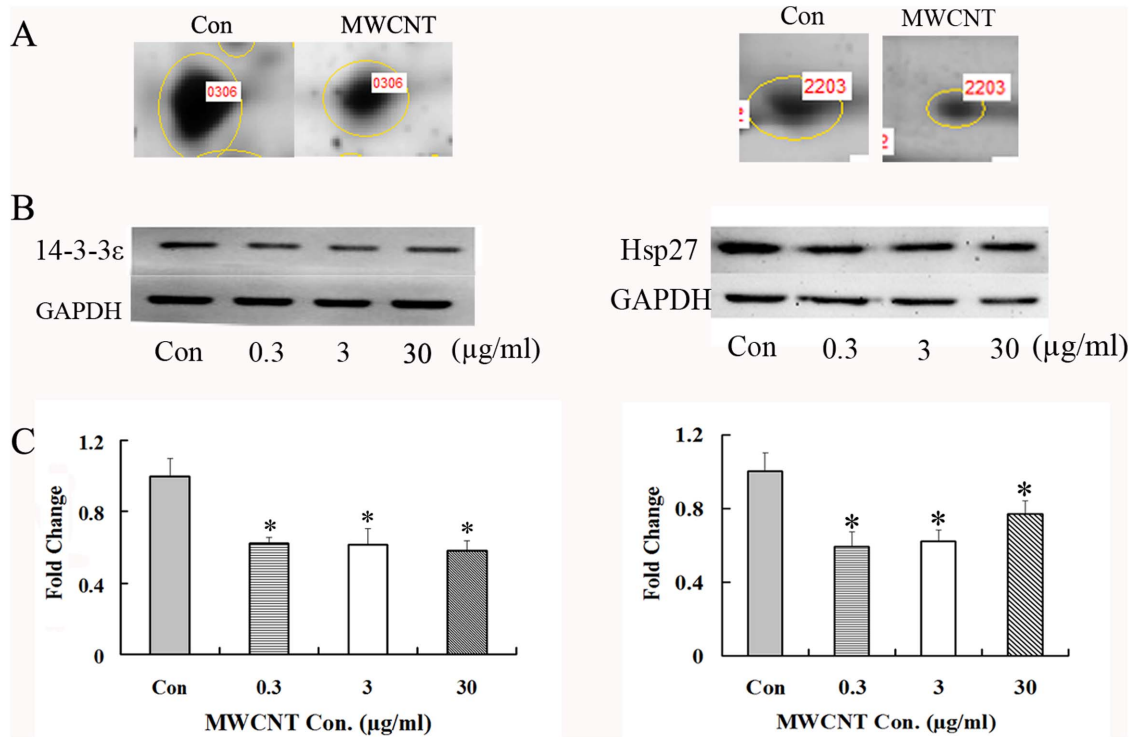 A
Con MWCNT
0306 0306
Con MWCNT
2203 2203
2
B
14-3-3ε
GAPDH
Con 0.3 3 30 (µg/ml)
Hsp27
GAPDH
Con 0.3 3 30 (µg/ml)
C
Fold Change
1.2
0.8
0.4
0
* * *
Con 0.3 3 30
MWCNT Con. (µg/ml)
Fold Change
1.2
0.8
0.4
0
* * *
Con 0.3 3 30
MWCNT Con. (µg/ml)